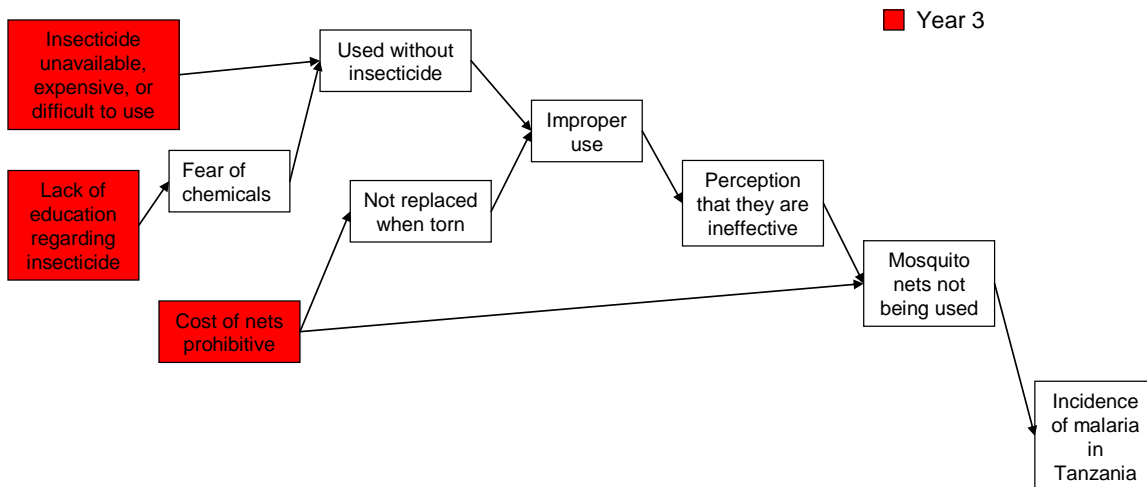 Year 3
Insecticide
unavailable,
expensive, or
difficult to use
Used without
insecticide
Improper
use
Fear of
chemicals
Lack of
education
regarding
insecticide
Not replaced
when torn
Perception
that they are
ineffective
Mosquito
nets not
being used
Cost of nets
prohibitive
Incidence
of malaria
in
Tanzania